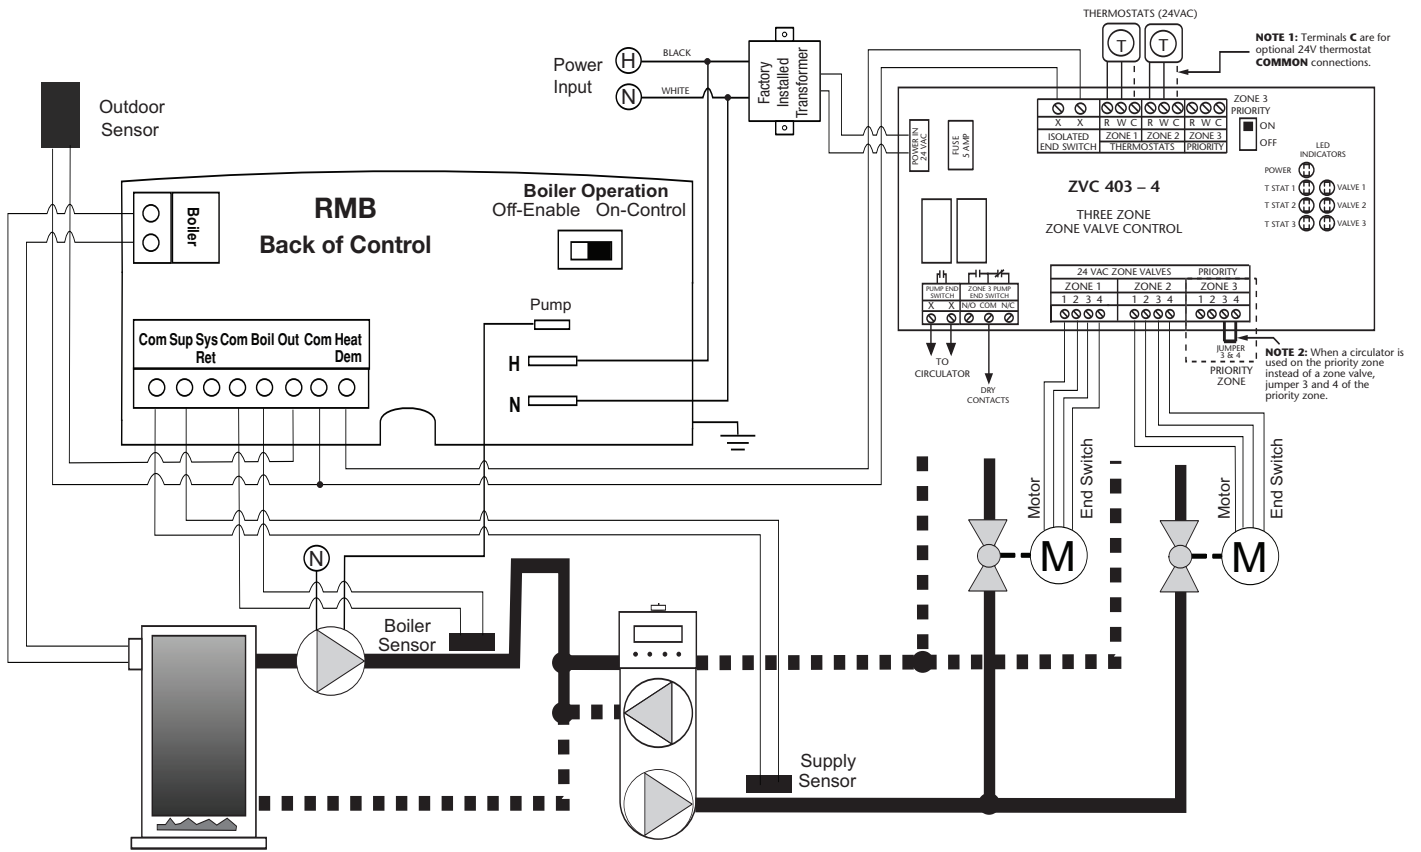 THERMOSTATS (24VAC)
T
T
NOTE 1: Terminals C are for
optional 24V thermostat
COMMON connections.
Power
Input
H
BLACK
N
WHITE
Factory
Installed
Transformer
Outdoor
Sensor
POWER IN
24 VAC
FUSE
5 AMP
X X
R W C R W C R W C
ISOLATED
END SWITCH
ZONE 1 ZONE 2 ZONE 3
THERMOSTATS PRIORITY
ZONE 3
PRIORITY
ON
OFF
LED
INDICATORS
POWER
T STAT 1 VALVE 1
T STAT 2 VALVE 2
T STAT 3 VALVE 3
ZVC 403 – 4
THREE ZONE
ZONE VALVE CONTROL
Boiler
RMB
Back of Control
Boiler Operation
Off-Enable On-Control
Pump
H
N
Com Sup Sys Com Boil Out Com Heat
Ret Dem
24 VAC ZONE VALVES PRIORITY
ZONE 1 ZONE 2 ZONE 3
1 2 3 4 1 2 3 4 1 2 3 4
PUMP END
SWITCH
X X
ZONE 3 PUMP
END SWITCH
N/O COM N/C
TO
CIRCULATOR
DRY
CONTACTS
JUMPER
3 & 4
PRIORITY
ZONE
NOTE 2: When a circulator is
used on the priority zone
instead of a zone valve,
jumper 3 and 4 of the
priority zone.
Motor
End Switch
Motor
End Switch
M
M
N
Boiler
Sensor
Supply
Sensor